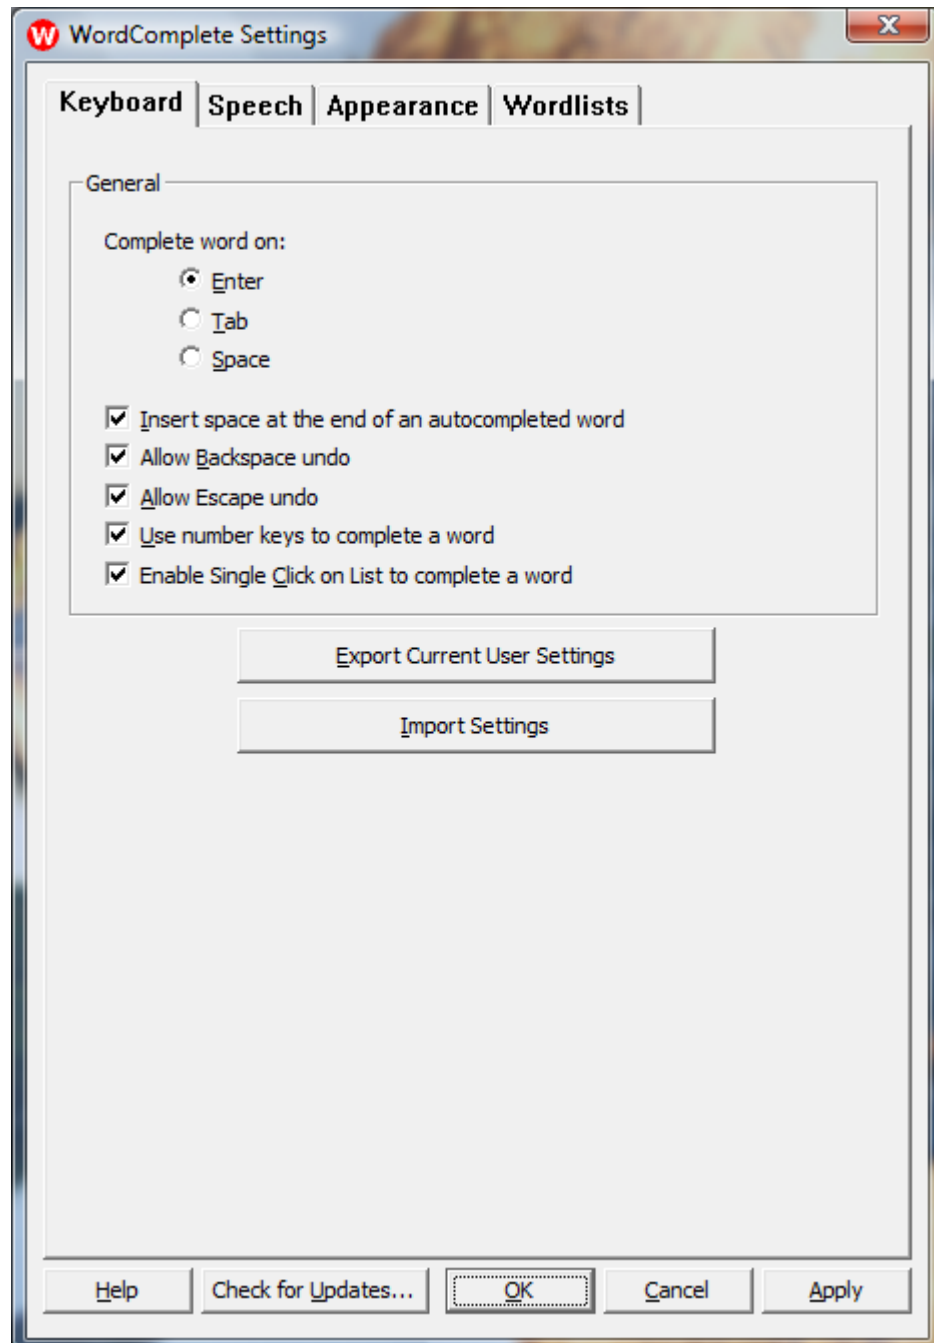 W WordComplete Settings X
Keyboard Speech Appearance Wordlists
General
Complete word on:
Enter
Tab
Space
Insert space at the end of an autocompleted word
Allow Backspace undo
Allow Escape undo
Use number keys to complete a word
Enable Single Click on List to complete a word
Export Current User Settings
Import Settings
Help Check for Updates... OK Cancel Apply